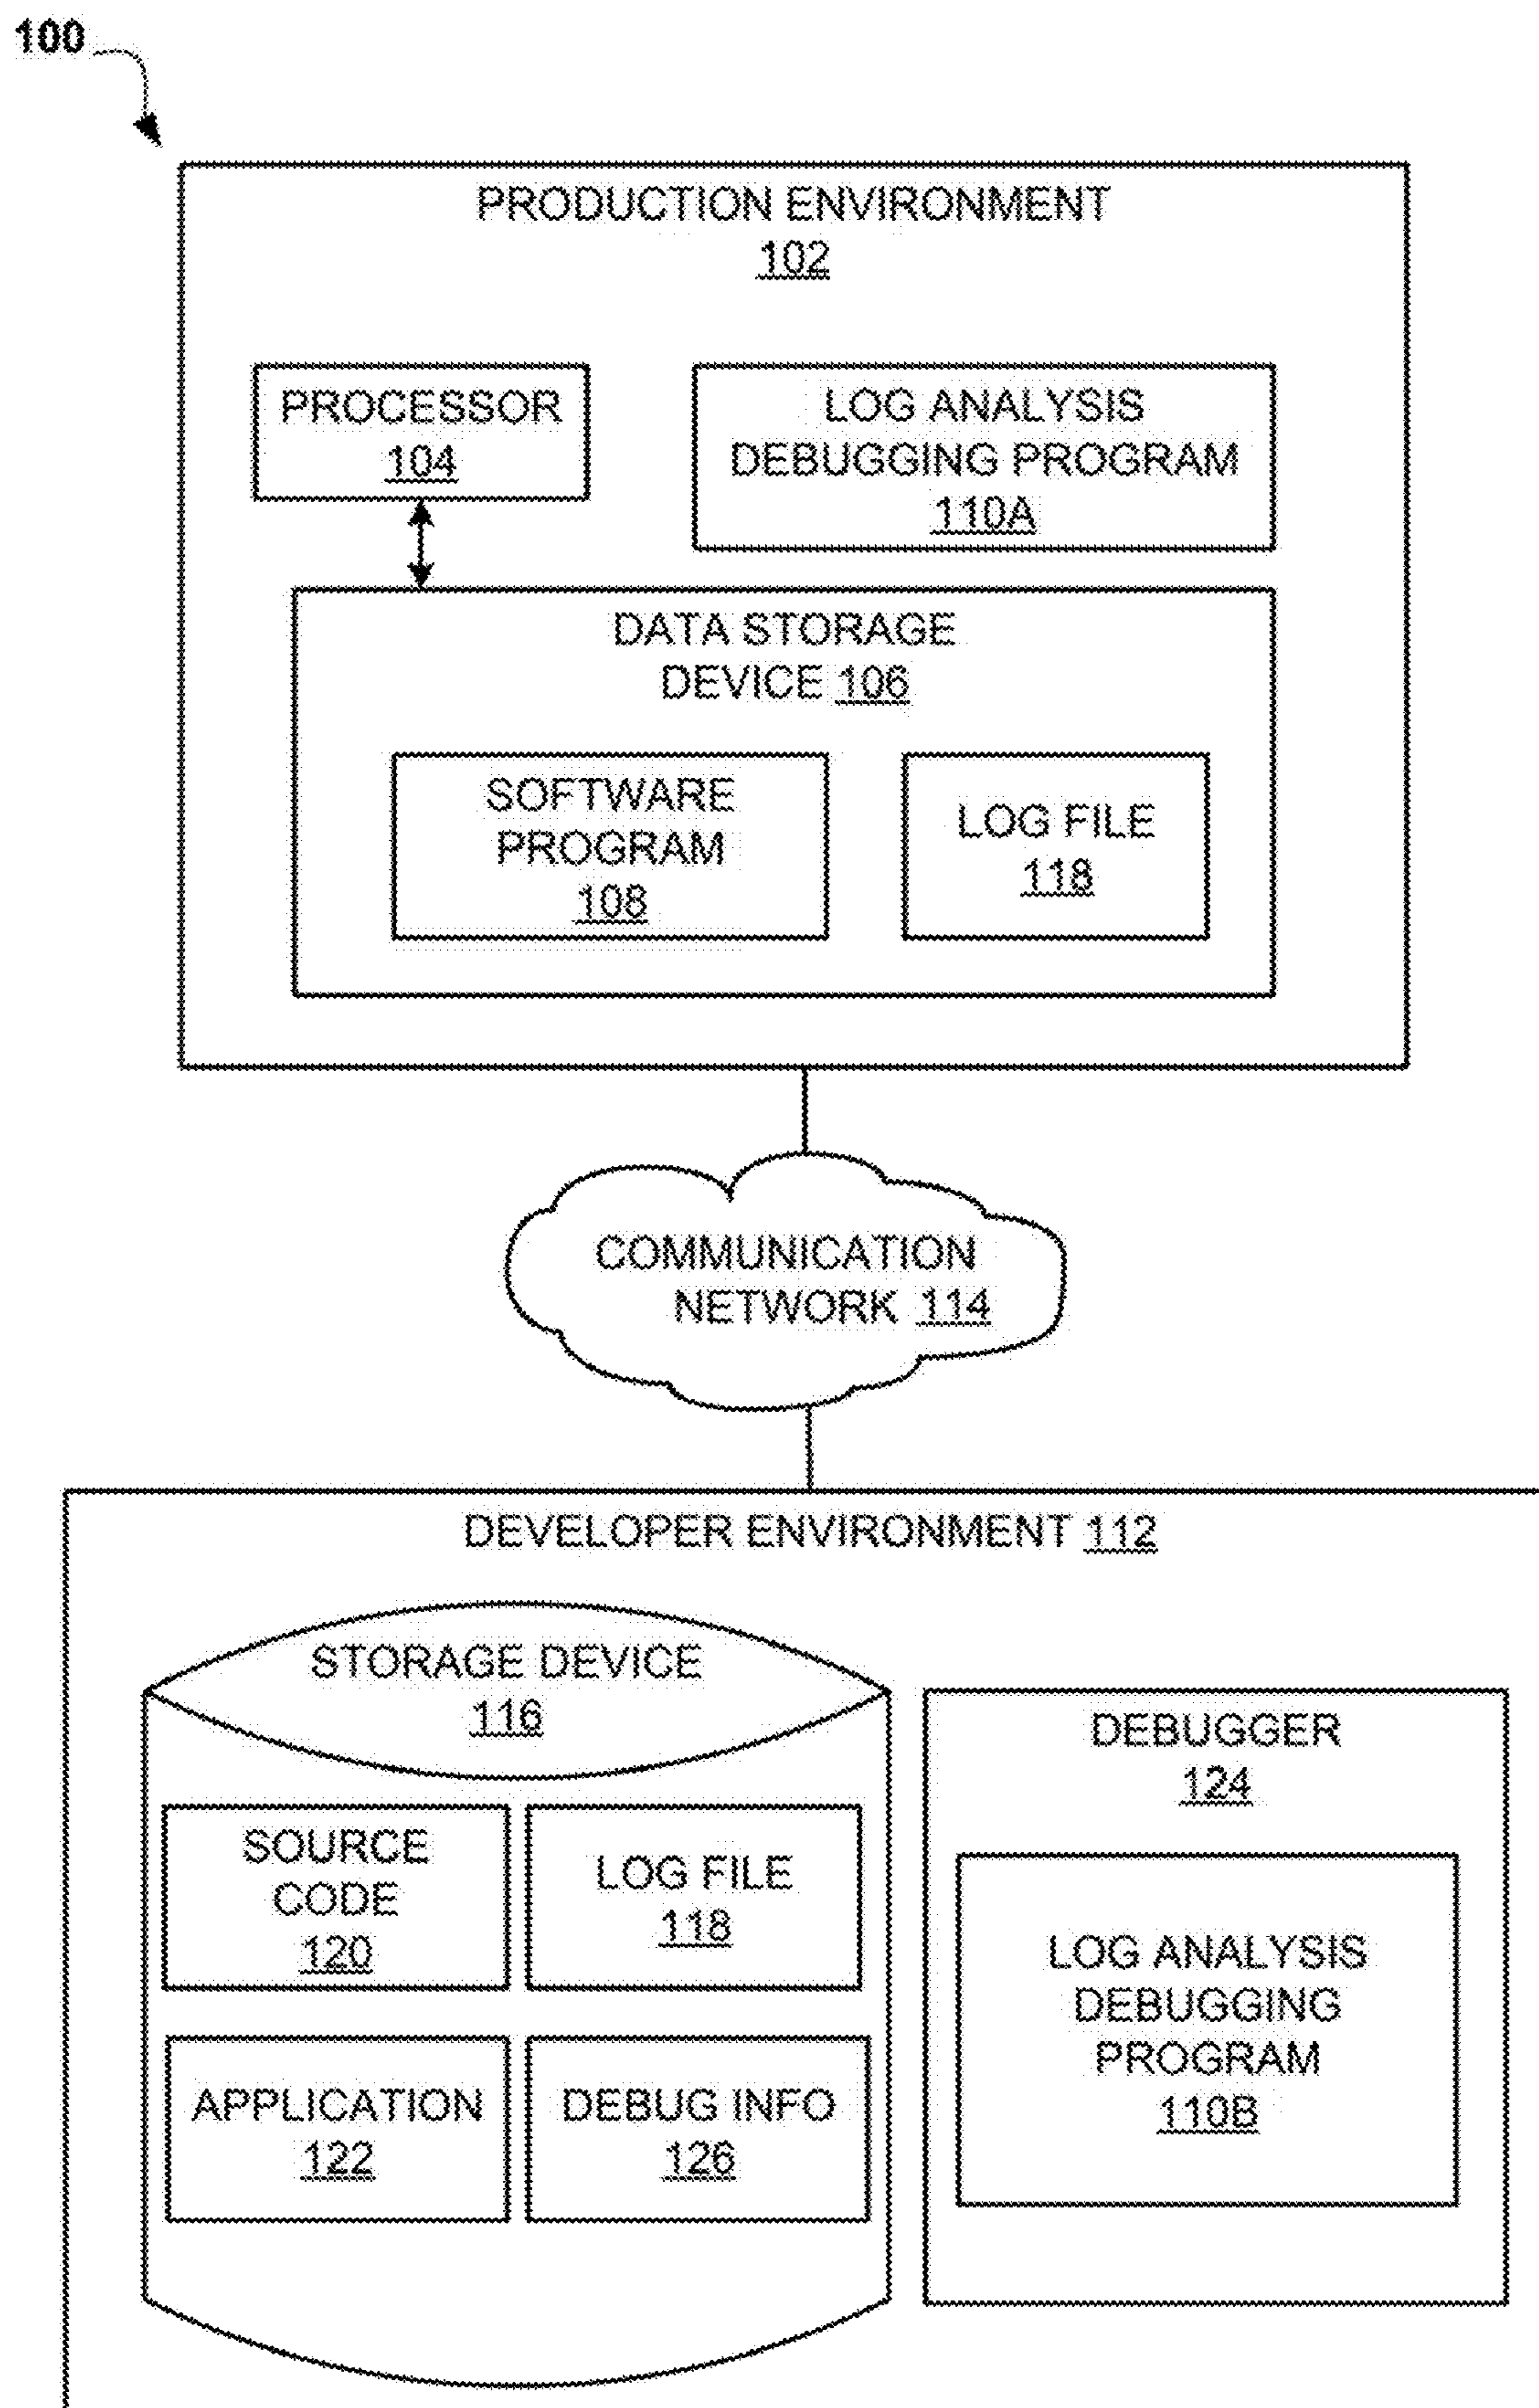 100
PRODUCTION ENVIRONMENT
102
PROCESSOR
104
LOG ANALYSIS
DEBUGGING PROGRAM
110A
DATA STORAGE
DEVICE 106
SOFTWARE
PROGRAM
108
LOG FILE
118
COMMUNICATION
NETWORK 114
DEVELOPER ENVIRONMENT 112
STORAGE DEVICE
116
SOURCE
CODE
120
LOG FILE
118
APPLICATION
122
DEBUG INFO
126
DEBUGGER
124
LOG ANALYSIS
DEBUGGING
PROGRAM
110B